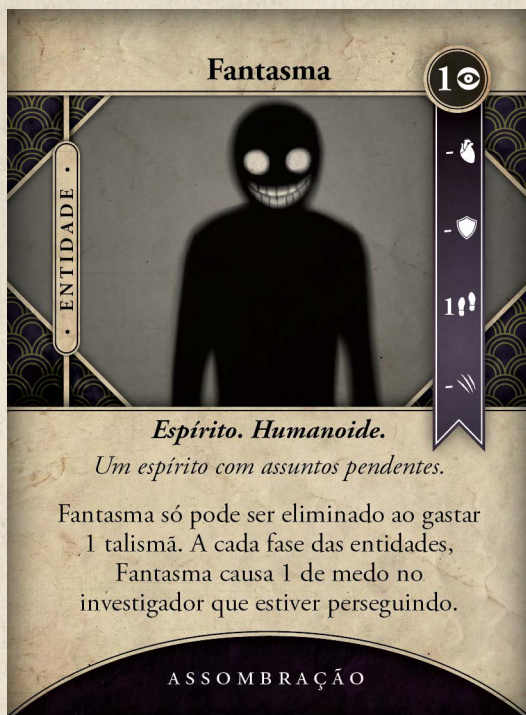 Fantasma
1
-
ENTIDADE
-
1
-
Espírito. Humanoide.
Um espírito com assuntos pendentes.
Fantasma só pode ser eliminado ao gastar
1 talismã. A cada fase das entidades,
Fantasma causa 1 de medo no
investigador que estiver perseguindo.
ASSOMBRAÇÃO